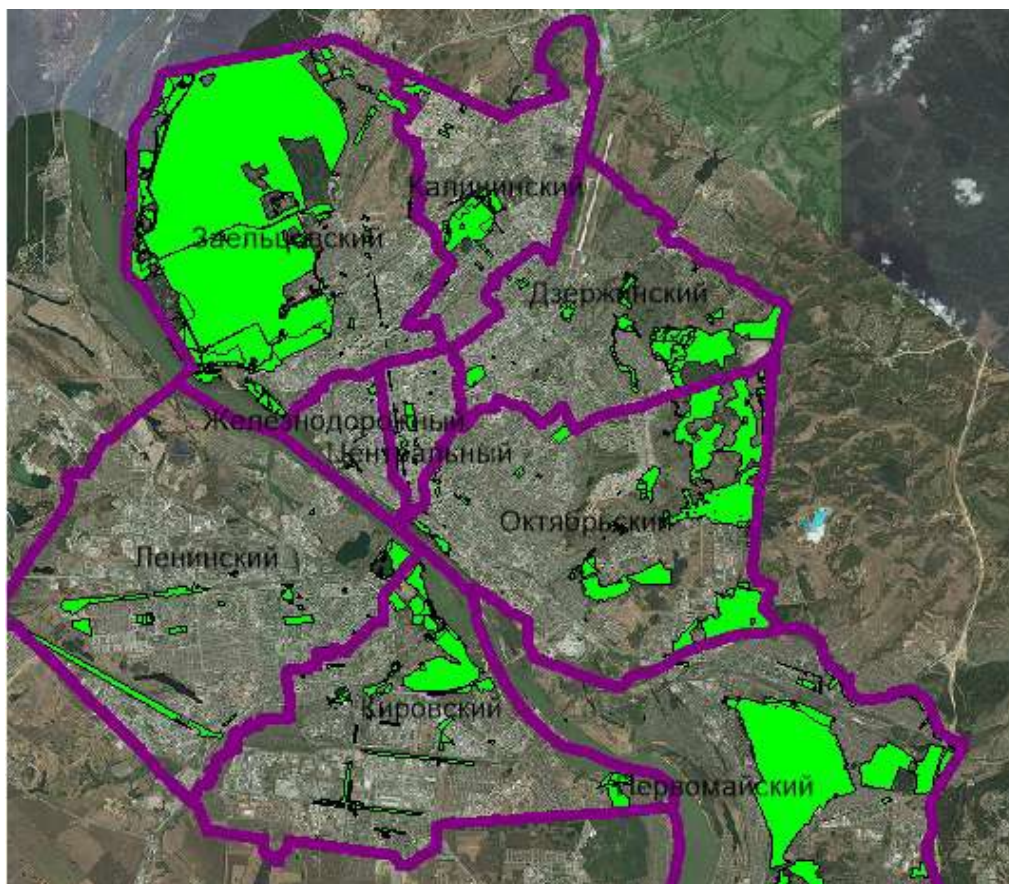 Калининский
Заельцовский
Дзержинский
Железнодорожный
Центральный
Октябрьский
Ленинский
Кировский
Первомайский